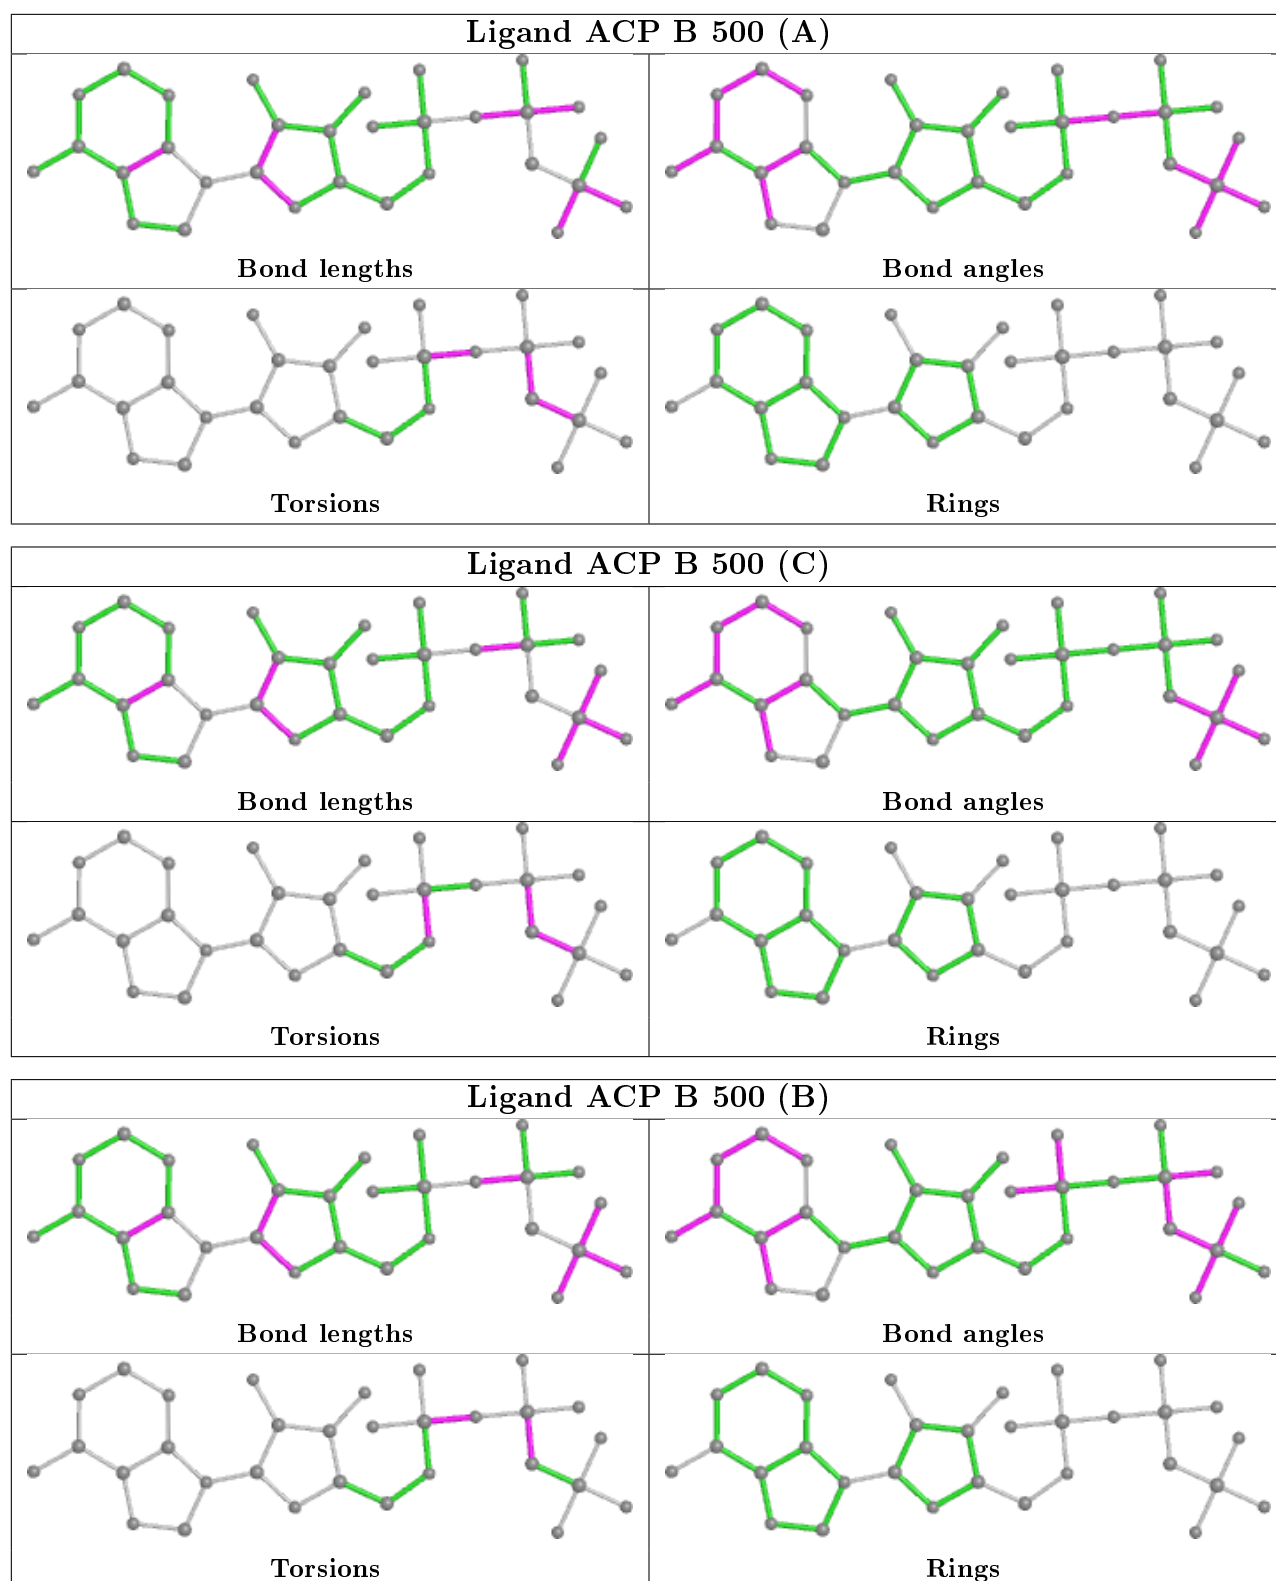 Ligand ACP B 500 (A)
Bond lengths
Bond angles
Torsions
Rings
Ligand ACP B 500 (C)
Bond lengths
Bond angles
Torsions
Rings
Ligand ACP B 500 (B)
Bond lengths
Bond angles
Torsions
Rings